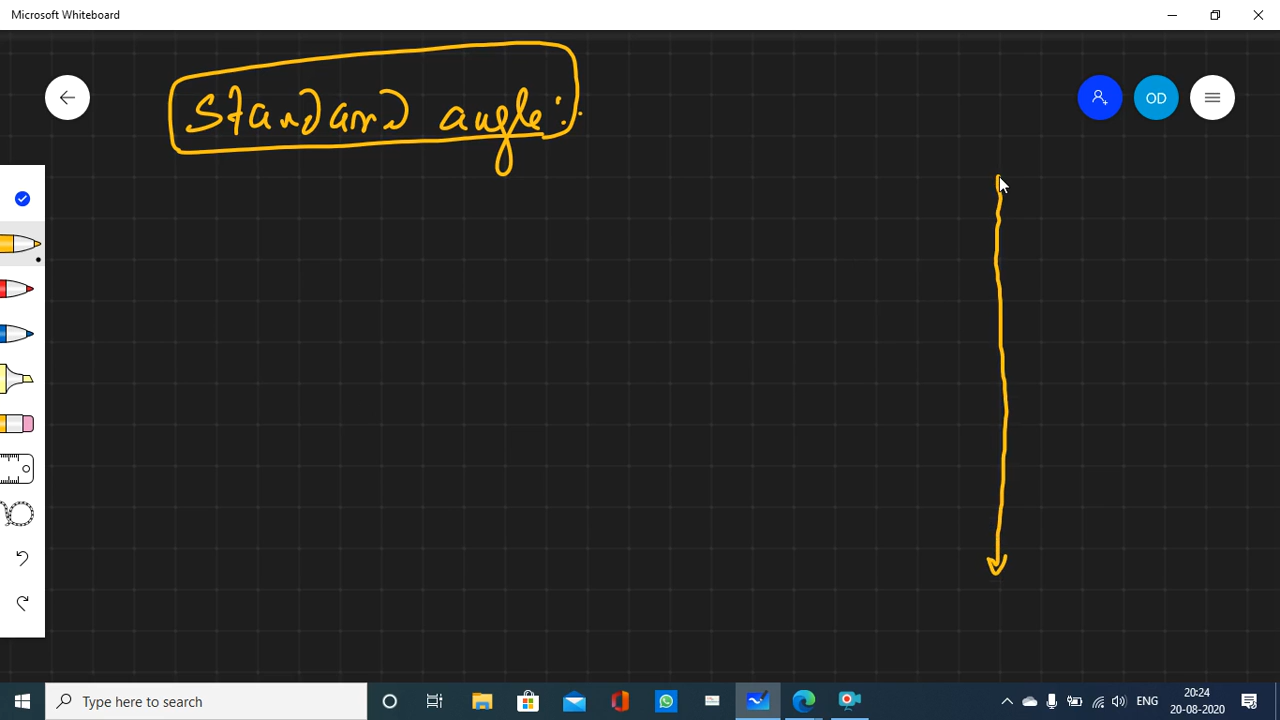 Microsoft Whiteboard
Standard angle:
OD
Type here to search
ENG
20:24
20-08-2020